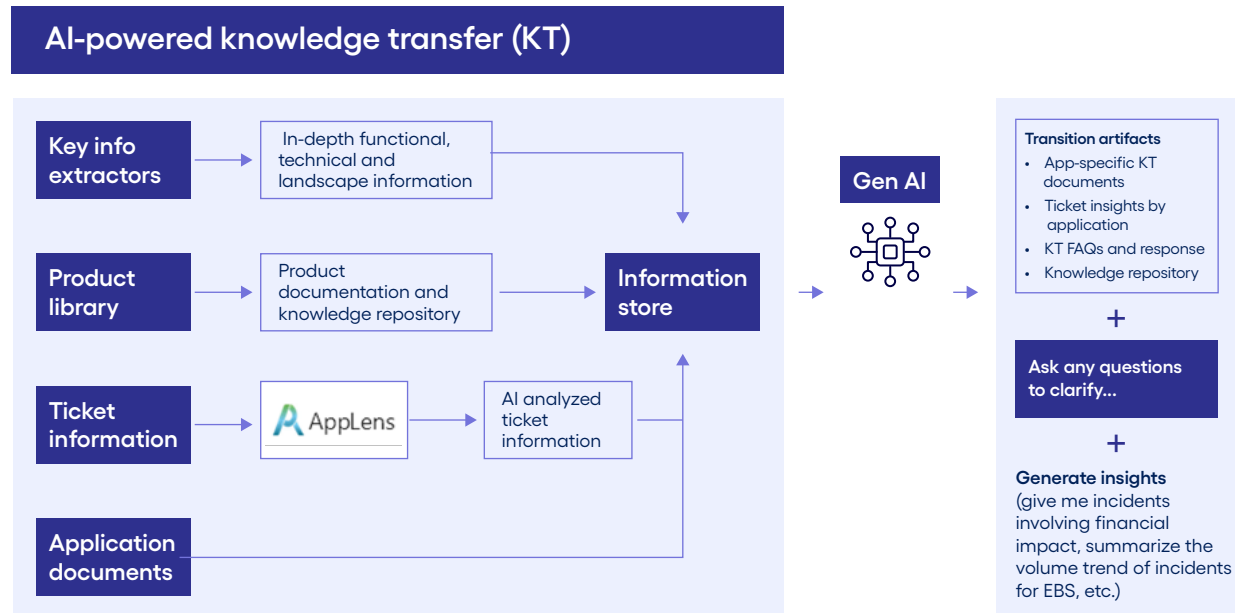 AI-powered knowledge transfer (KT)
Key info
extractors
In-depth functional,
technical and
landscape information
Product
library
Product
documentation and
knowledge repository
Information
store
Ticket
information
AppLens
AI analyzed
ticket
information
Application
documents
Gen AI
Transition artifacts
• App-specific KT
documents
• Ticket insights by
application
• KT FAQs and response
• Knowledge repository
+
Ask any questions
to clarify...
+
Generate insights
(give me incidents
involving financial
impact, summarize the
volume trend of incidents
for EBS, etc.)